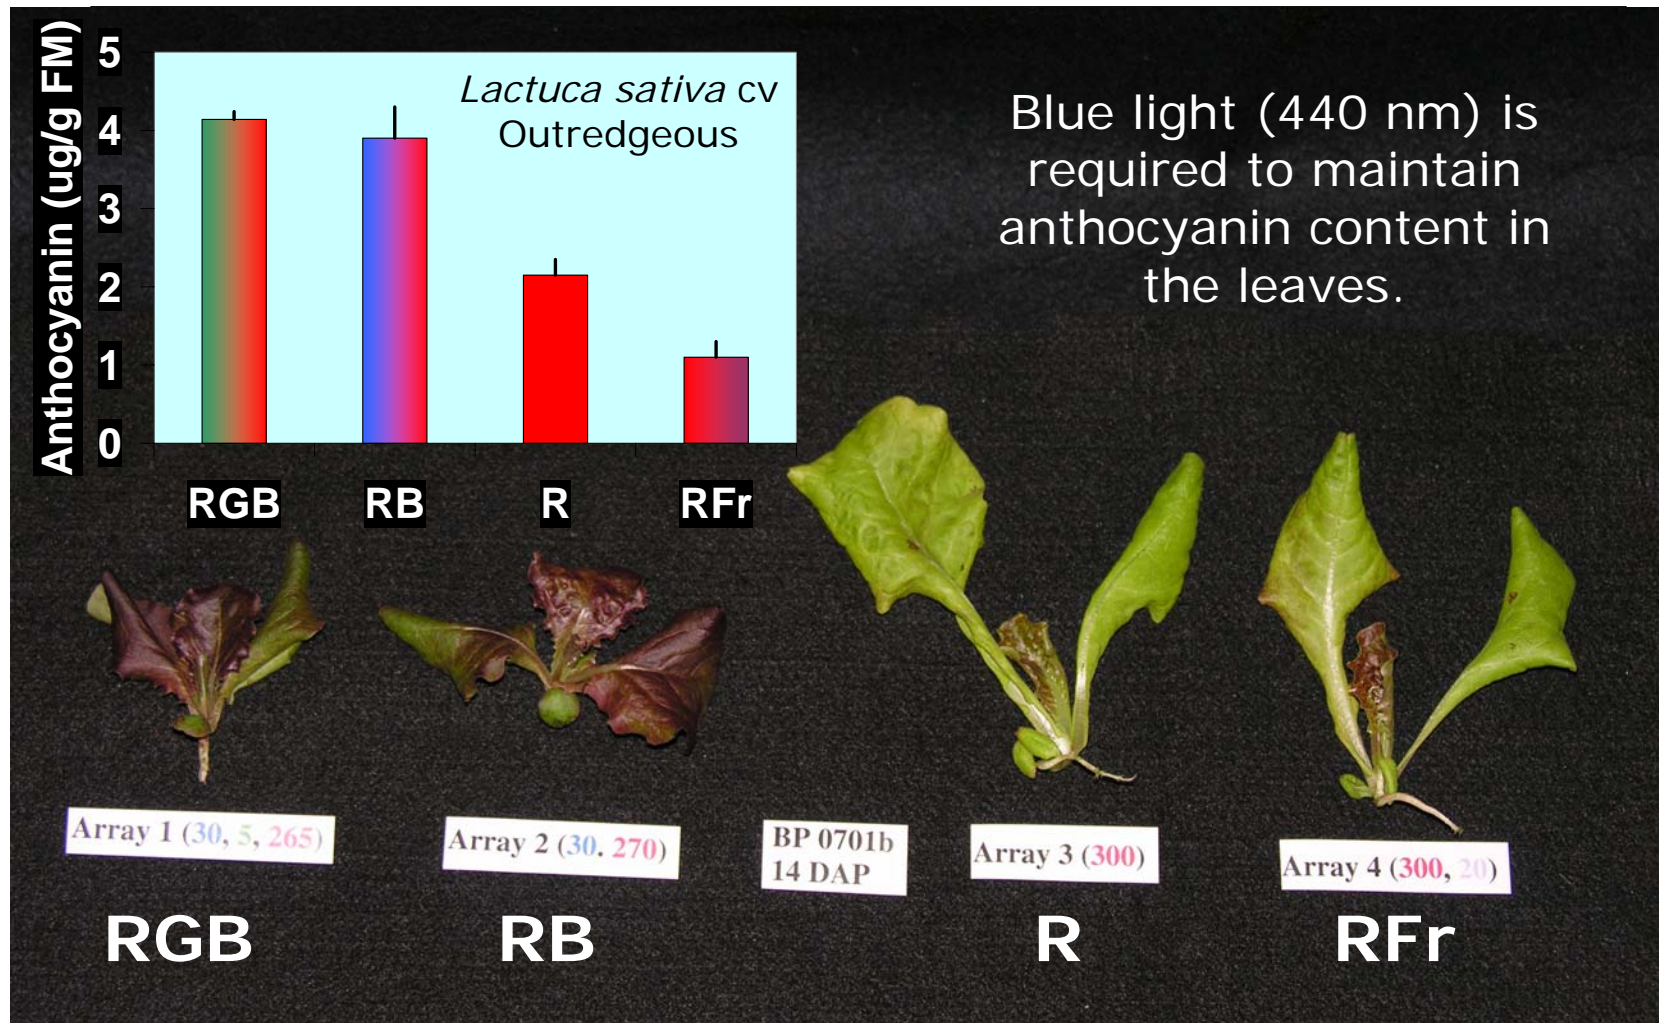 Anthocyanin (ug/g FM)
5
4
3
2
1
0
Lactuca sativa cv
Outredgeous
RGB
RB
R
RFr
Blue light (440 nm) is
required to maintain
anthocyanin content in
the leaves.
Array 1 (30, 5, 265)
Array 2 (30. 270)
BP 0701b
14 DAP
Array 3 (300)
Array 4 (300, 20)
RGB
RB
R
RFr